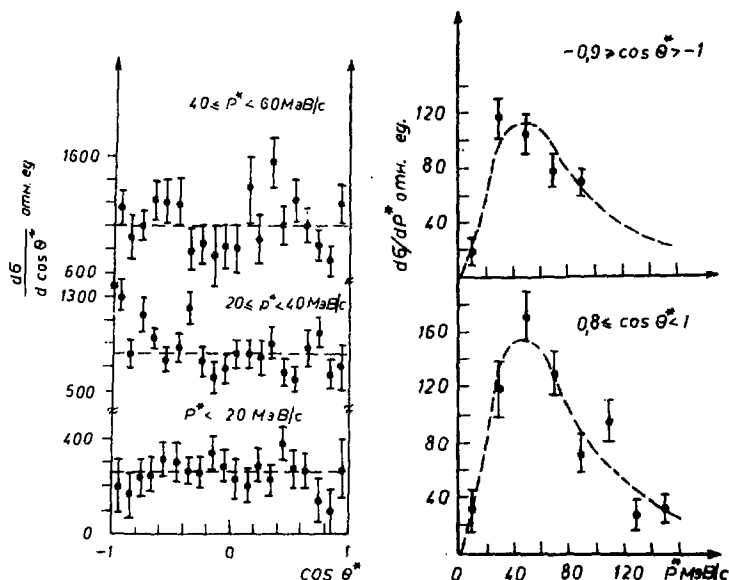 40 ≤ P* < 60 МэВ/с
dσ/d cos θ* отн. ед
1600
600
1300
20 ≤ p* < 40 МэВ/с
500
P* < 20 МэВ/с
400
0
-1 0 1
cos θ*
-0,9 ⩾ cos θ* > -1
dσ/dP* отн. ед.
120
80
40
0,8 ≤ cos θ* < 1
160
120
80
40
0 40 80 120 P* МэВ/с